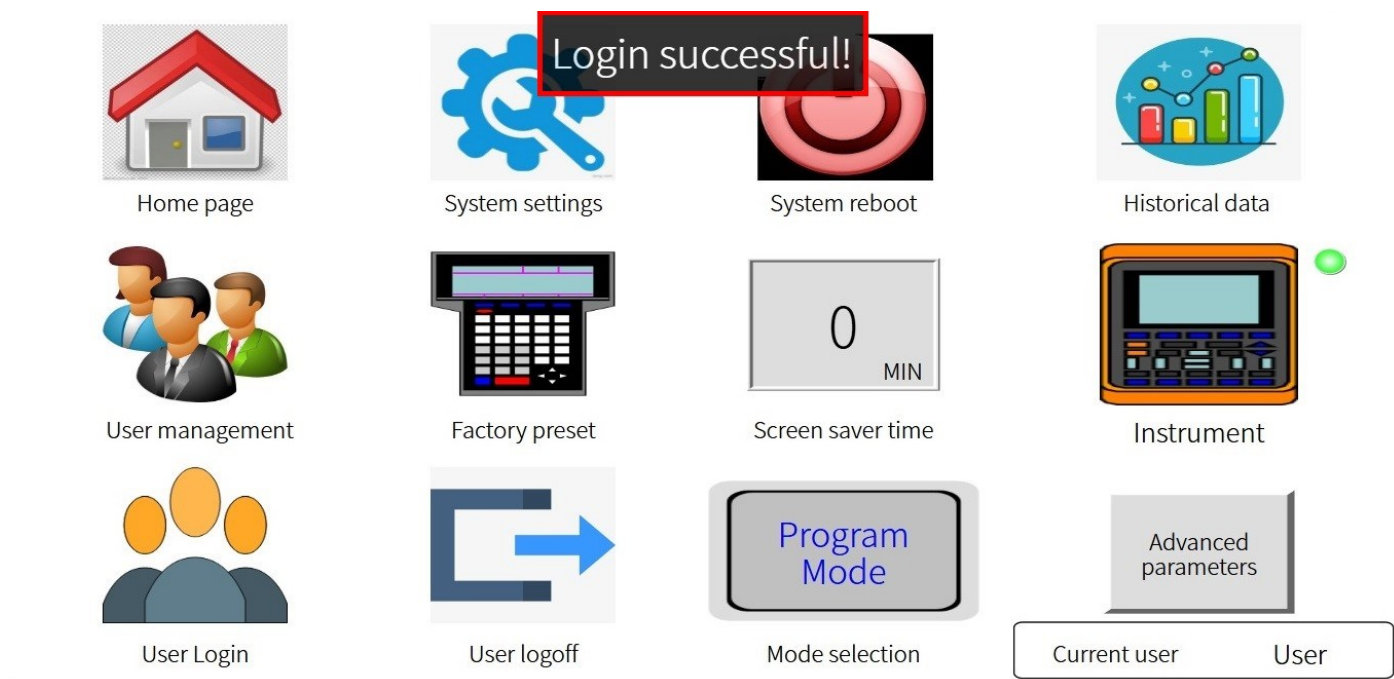 Login successful!
Home page
System settings
System reboot
Historical data
0
MIN
User management
Factory preset
Screen saver time
Instrument
Program
Mode
Advanced
parameters
User Login
User logoff
Mode selection
Current user
User